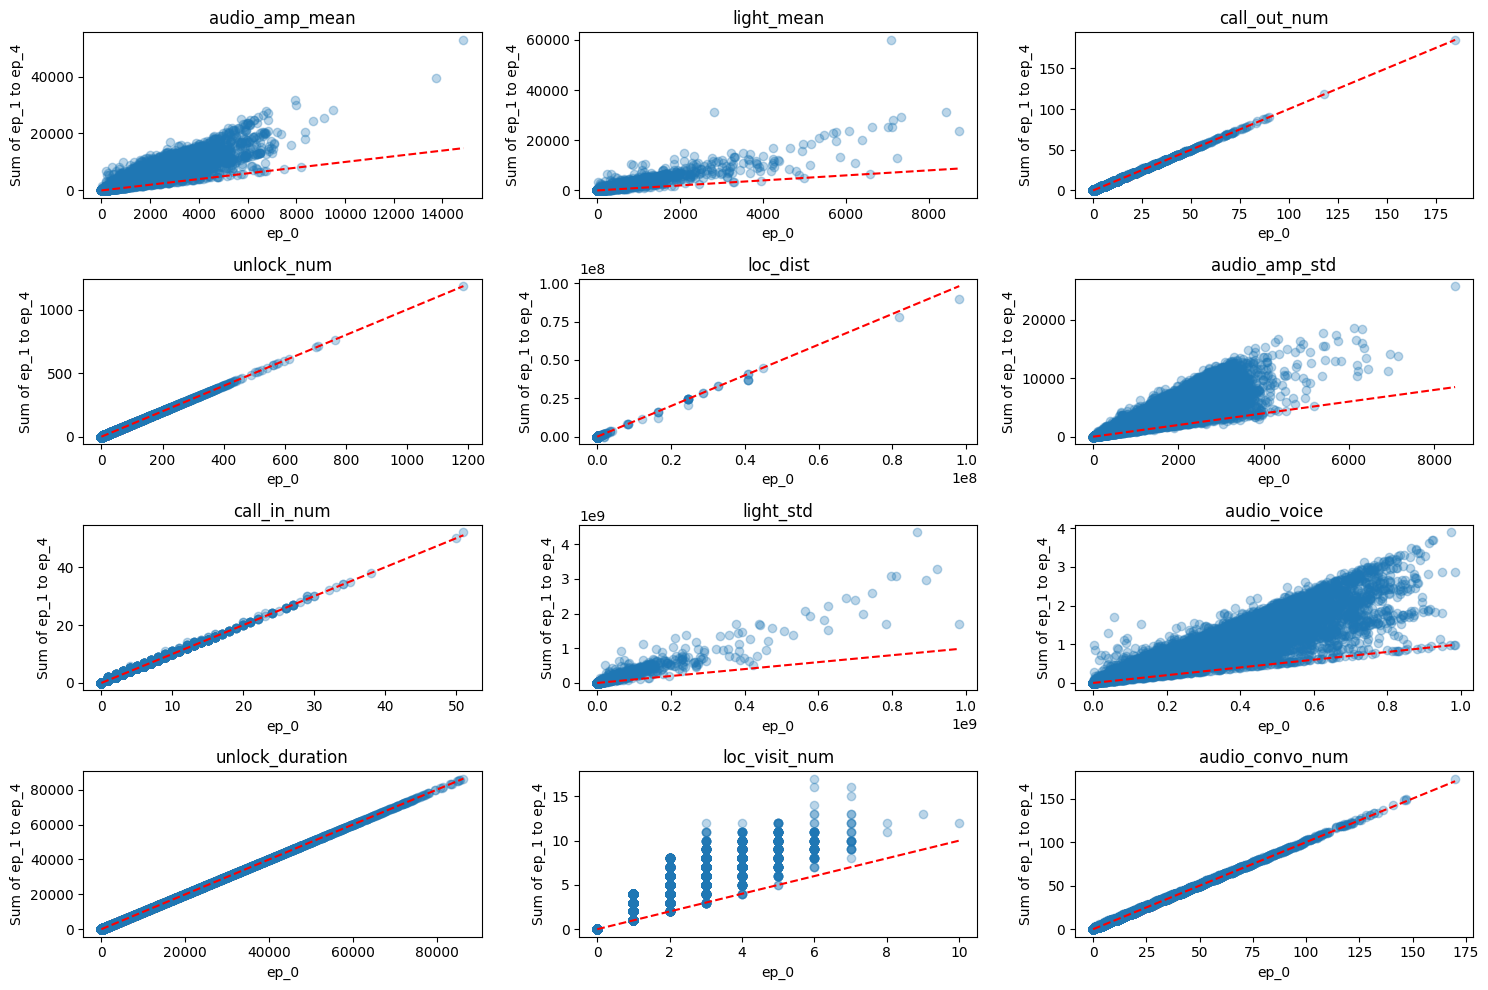 audio_amp_mean
Sum of ep_1 to ep_4
40000
20000
0
0 2000 4000 6000 8000 10000 12000 14000
ep_0
light_mean
Sum of ep_1 to ep_4
60000
40000
20000
0
0 2000 4000 6000 8000
ep_0
call_out_num
Sum of ep_1 to ep_4
150
100
50
0
0 25 50 75 100 125 150 175
ep_0
unlock_num
Sum of ep_1 to ep_4
1000
500
0
0 200 400 600 800 1000 1200
ep_0
loc_dist
1e8
Sum of ep_1 to ep_4
1.00
0.75
0.50
0.25
0.00
0.0 0.2 0.4 0.6 0.8 1.0
1e8
ep_0
audio_amp_std
Sum of ep_1 to ep_4
20000
10000
0
0 2000 4000 6000 8000
ep_0
call_in_num
Sum of ep_1 to ep_4
40
20
0
0 10 20 30 40 50
ep_0
light_std
1e9
Sum of ep_1 to ep_4
4
3
2
1
0
0.0 0.2 0.4 0.6 0.8 1.0
1e9
ep_0
audio_voice
Sum of ep_1 to ep_4
4
3
2
1
0
0.0 0.2 0.4 0.6 0.8 1.0
ep_0
unlock_duration
Sum of ep_1 to ep_4
80000
60000
40000
20000
0
0 20000 40000 60000 80000
ep_0
loc_visit_num
Sum of ep_1 to ep_4
15
10
5
0
0 2 4 6 8 10
ep_0
audio_convo_num
Sum of ep_1 to ep_4
150
100
50
0
0 25 50 75 100 125 150 175
ep_0